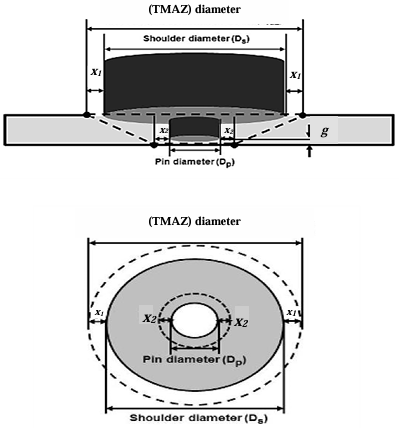 (TMAZ) diameter
Shoulder diameter (Ds)
x1 x1
x2 x2 g
Pin diameter (Dp)
(TMAZ) diameter
x1 x1
X2 X2
Pin diameter (Dp)
Shoulder diameter (Ds)